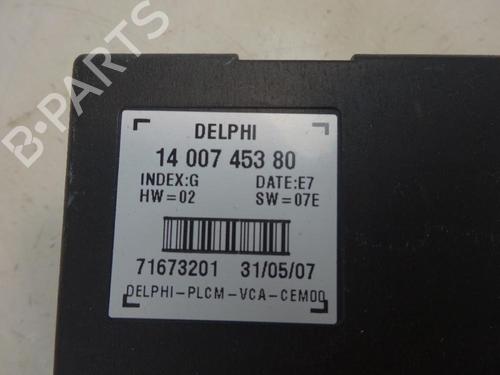 B-PARTS
DELPHI
14 007 453 80
INDEX:G DATE:E7
HW=02 SW=07E
71673201 31/05/07
DELPHI-PLCM-VCA-CEM00